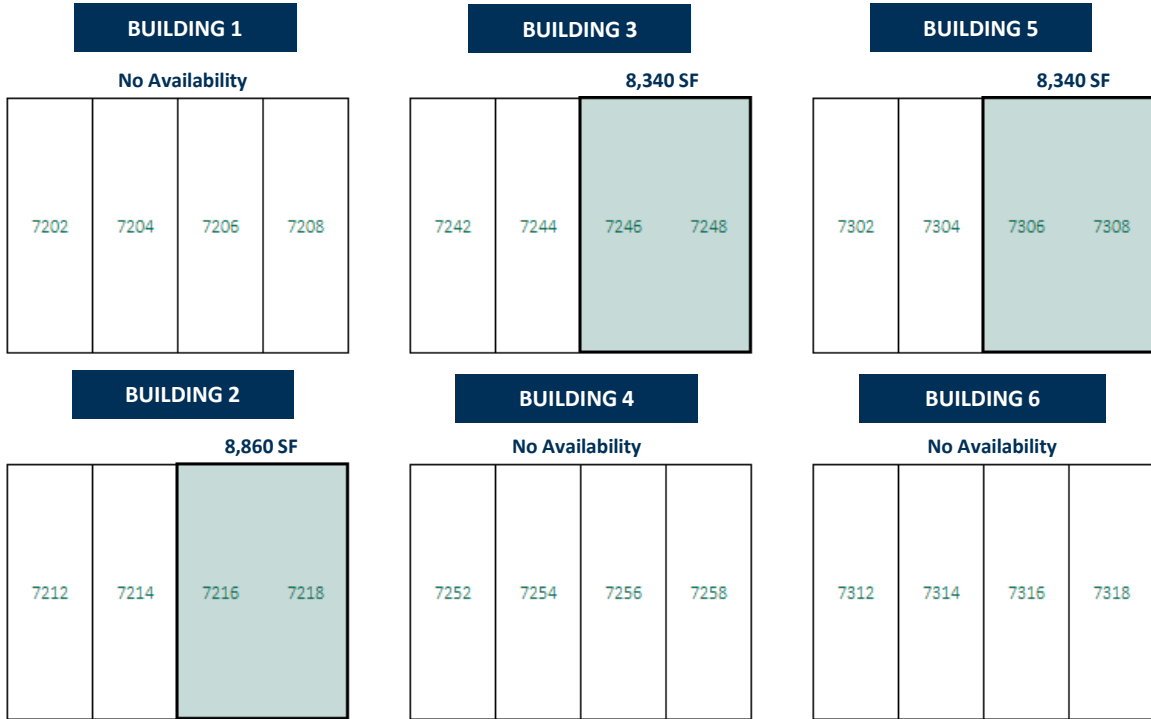 BUILDING 1
No Availability
7202 7204 7206 7208
BUILDING 3
8,340 SF
7242 7244 7246 7248
BUILDING 5
8,340 SF
7302 7304 7306 7308
BUILDING 2
8,860 SF
7212 7214 7216 7218
BUILDING 4
No Availability
7252 7254 7256 7258
BUILDING 6
No Availability
7312 7314 7316 7318